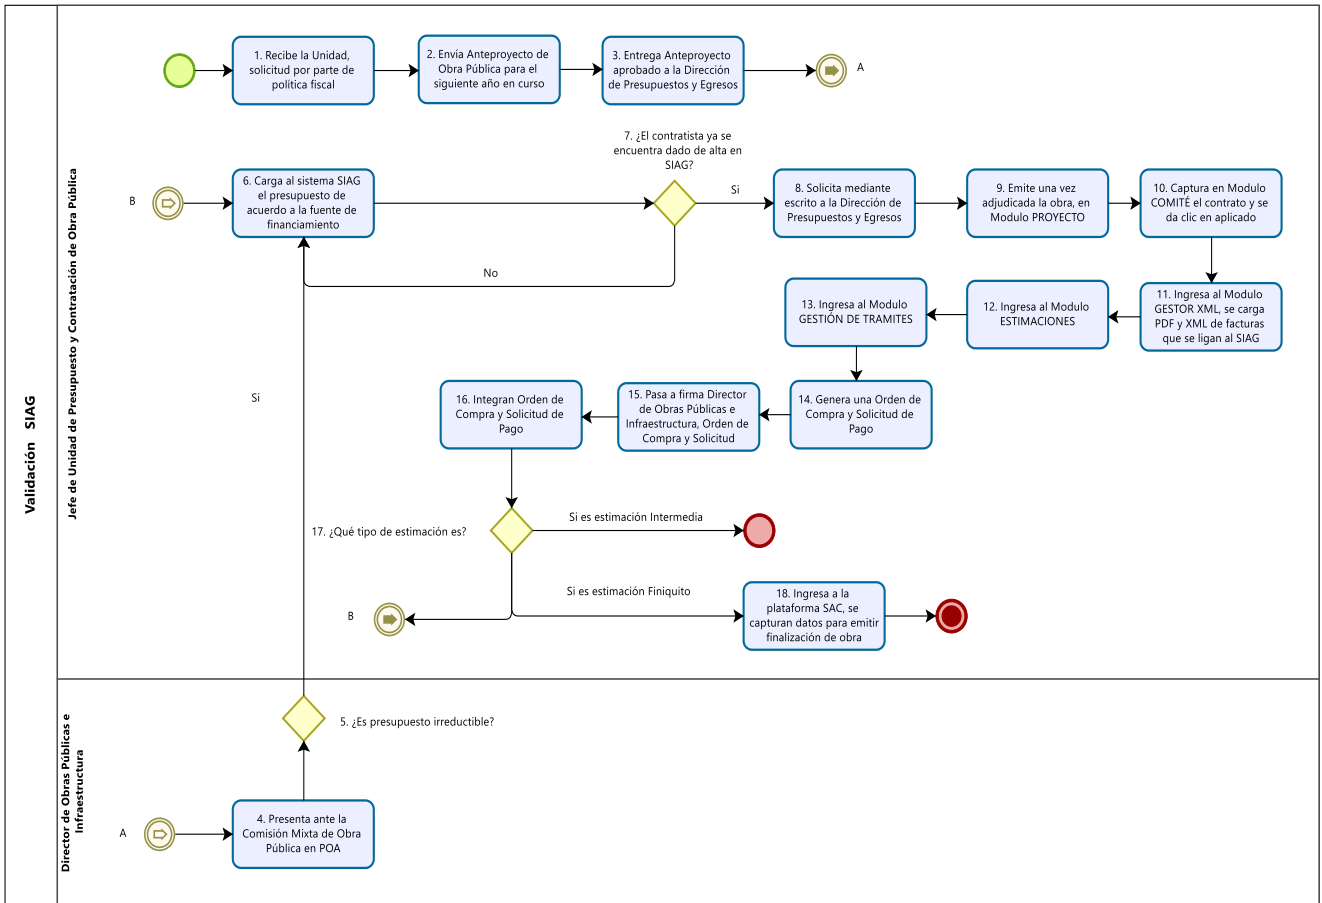 Validación SIAG
Jefe de Unidad de Presupuesto y Contratación de Obra Pública
1. Recibe la Unidad,
solicitud por parte de
política fiscal
2. Envía Anteproyecto de
Obra Pública para el
siguiente año en curso
3. Entrega Anteproyecto
aprobado a la Dirección
de Presupuestos y Egresos
A
7. ¿El contratista ya se
encuentra dado de alta en
SIAG?
B
6. Carga al sistema SIAG
el presupuesto de
acuerdo a la fuente de
financiamiento
Si
8. Solicita mediante
escrito a la Dirección de
Presupuestos y Egresos
9. Emite una vez
adjudicada la obra, en
Modulo PROYECTO
10. Captura en Modulo
COMITÉ el contrato y se
da clic en aplicado
No
13. Ingresa al Modulo
GESTIÓN DE TRAMITES
12. Ingresa al Modulo
ESTIMACIONES
11. Ingresa al Modulo
GESTOR XML, se carga
PDF y XML de facturas
que se ligan al SIAG
Si
16. Integran Orden de
Compra y Solicitud de
Pago
15. Pasa a firma Director
de Obras Públicas e
Infraestructura, Orden de
Compra y Solicitud
14. Genera una Orden de
Compra y Solicitud de
Pago
17. ¿Qué tipo de estimación es?
Si es estimación Intermedia
Si es estimación Finiquito
B
18. Ingresa a la
plataforma SAC, se
capturan datos para emitir
finalización de obra
Director de Obras Públicas e
Infraestructura
5. ¿Es presupuesto irreductible?
A
4. Presenta ante la
Comisión Mixta de Obra
Pública en POA